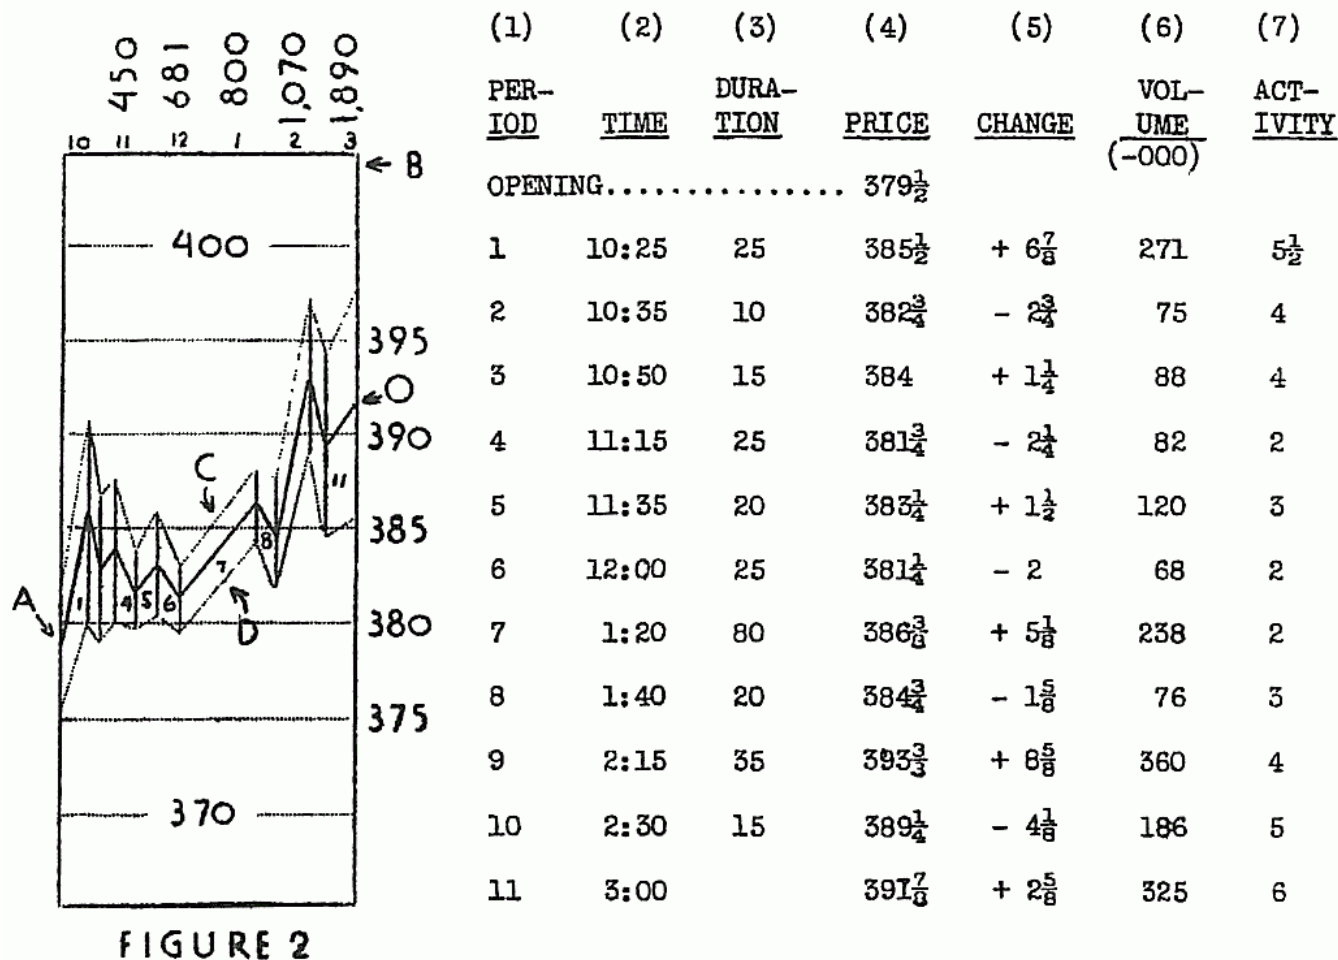 450 681 800 1,070 1,890
10 11 12 1 2 3
B
400
395
O
390
C
11
385
8
7
A
1 4 5 6
D
380
375
370
FIGURE 2
(1) (2) (3) (4) (5) (6) (7)
PER- DURA- VOL- ACT-
IOD TIME TION PRICE CHANGE UME IVITY
(-000)
OPENING............... 379½
1 10:25 25 385½ + 6⅞ 271 5½
2 10:35 10 382¾ - 2¾ 75 4
3 10:50 15 384 + 1¼ 88 4
4 11:15 25 381¾ - 2¼ 82 2
5 11:35 20 383¼ + 1½ 120 3
6 12:00 25 381¼ - 2 68 2
7 1:20 80 386⅜ + 5⅛ 238 2
8 1:40 20 384¾ - 1⅝ 76 3
9 2:15 35 393 3/3 + 8⅝ 360 4
10 2:30 15 389¼ - 4⅛ 186 5
11 3:00 391⅞ + 2⅝ 325 6